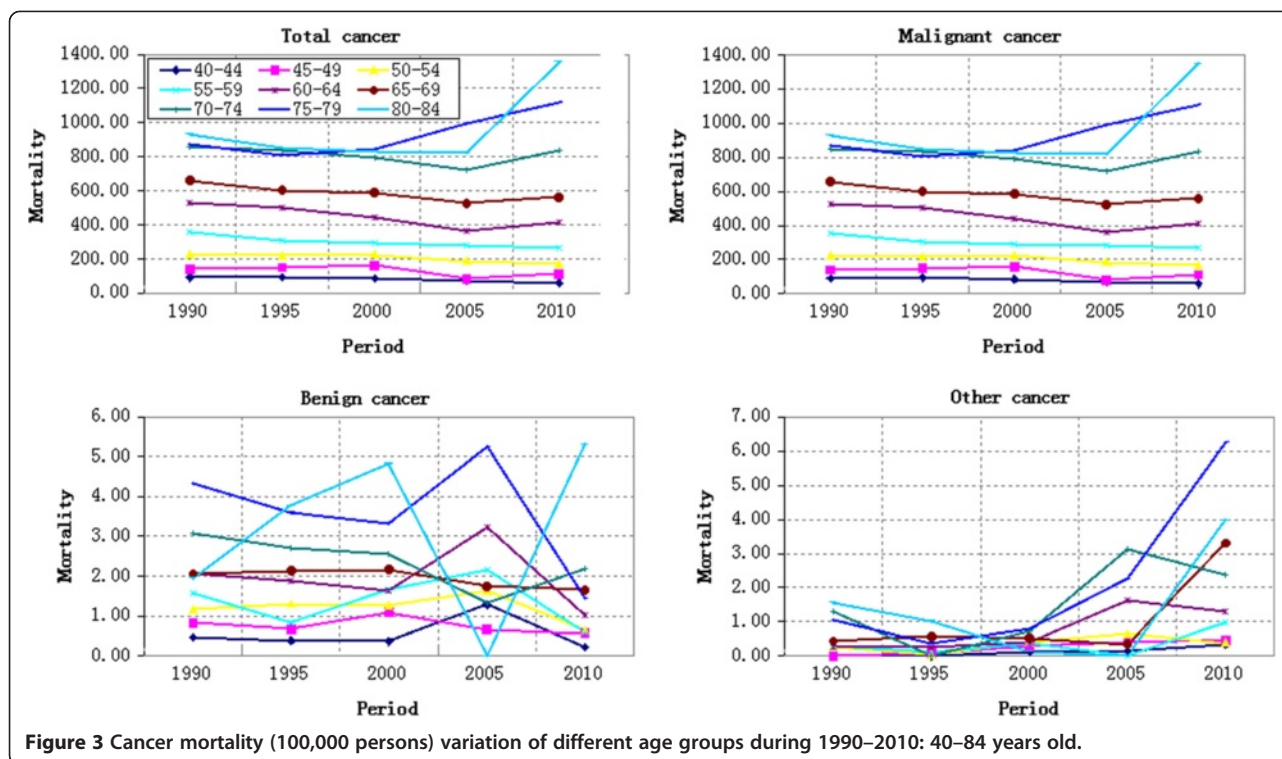 Total cancer
1400.00
1200.00
1000.00
800.00
600.00
400.00
200.00
0.00
Mortality
40-44 45-49 50-54
55-59 60-64 65-69
70-74 75-79 80-84
1990 1995 2000 2005 2010
Period
Malignant cancer
1400.00
1200.00
1000.00
800.00
600.00
400.00
200.00
0.00
Mortality
1990 1995 2000 2005 2010
Period
Benign cancer
6.00
5.00
4.00
3.00
2.00
1.00
0.00
Mortality
1990 1995 2000 2005 2010
Period
Other cancer
7.00
6.00
5.00
4.00
3.00
2.00
1.00
0.00
Mortality
1990 1995 2000 2005 2010
Period
Figure 3 Cancer mortality (100,000 persons) variation of different age groups during 1990–2010: 40–84 years old.